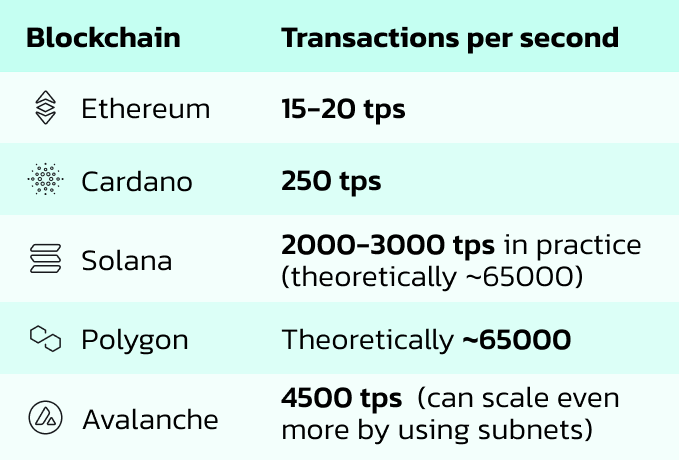 Blockchain Transactions per second
Ethereum 15-20 tps
Cardano 250 tps
Solana 2000-3000 tps in practice
(theoretically ~65000)
Polygon Theoretically ~65000
Avalanche 4500 tps (can scale even
more by using subnets)